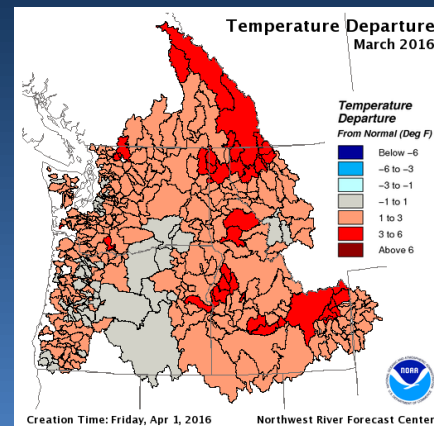 Temperature Departure
March 2016
Temperature
Departure
From Normal (Deg F)
Below -6
-6 to -3
-3 to -1
-1 to 1
1 to 3
3 to 6
Above 6
NOAA
Creation Time: Friday, Apr 1, 2016
Northwest River Forecast Center